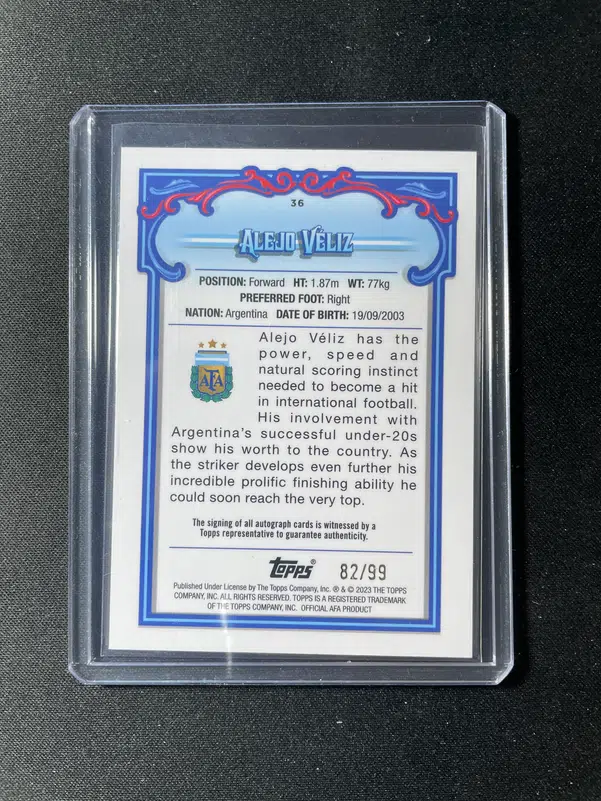 36
ALEJO VÉLIZ
POSITION: Forward HT: 1.87m WT: 77kg
PREFERRED FOOT: Right
NATION: Argentina DATE OF BIRTH: 19/09/2003
Alejo Véliz has the
power, speed and
natural scoring instinct
needed to become a hit
in international football.
His involvement with
Argentina's successful under-20s
show his worth to the country. As
the striker develops even further his
incredible prolific finishing ability he
could soon reach the very top.
AFA
The signing of all autograph cards is witnessed by a
Topps representative to guarantee authenticity.
Topps® 82/99
Published Under License by The Topps Company, Inc. ® & © 2023 THE TOPPS
COMPANY, INC. ALL RIGHTS RESERVED. TOPPS IS A REGISTERED TRADEMARK
OF THE TOPPS COMPANY, INC. OFFICIAL AFA PRODUCT